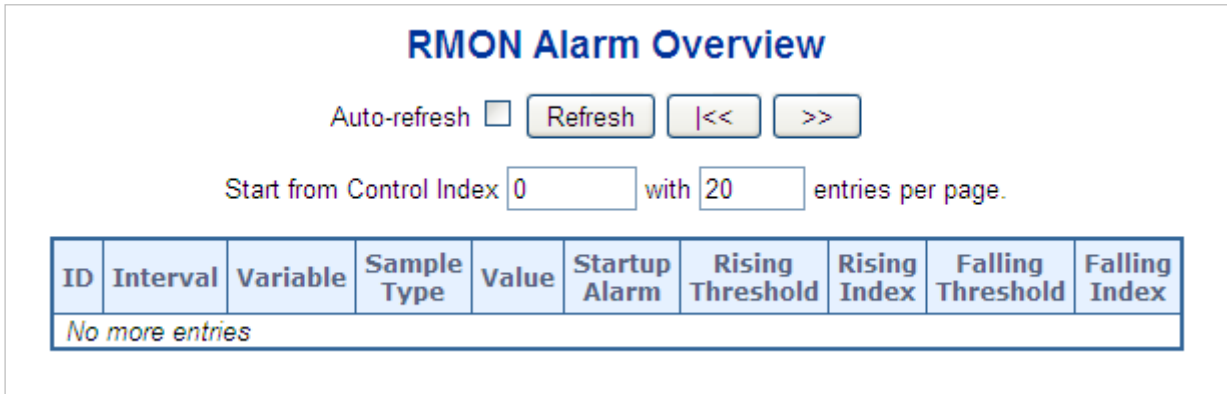 RMON Alarm Overview
Auto-refresh Refresh |<< >>
Start from Control Index 0 with 20 entries per page.
ID Interval Variable Sample Type Value Startup Alarm Rising Threshold Rising Index Falling Threshold Falling Index
No more entries